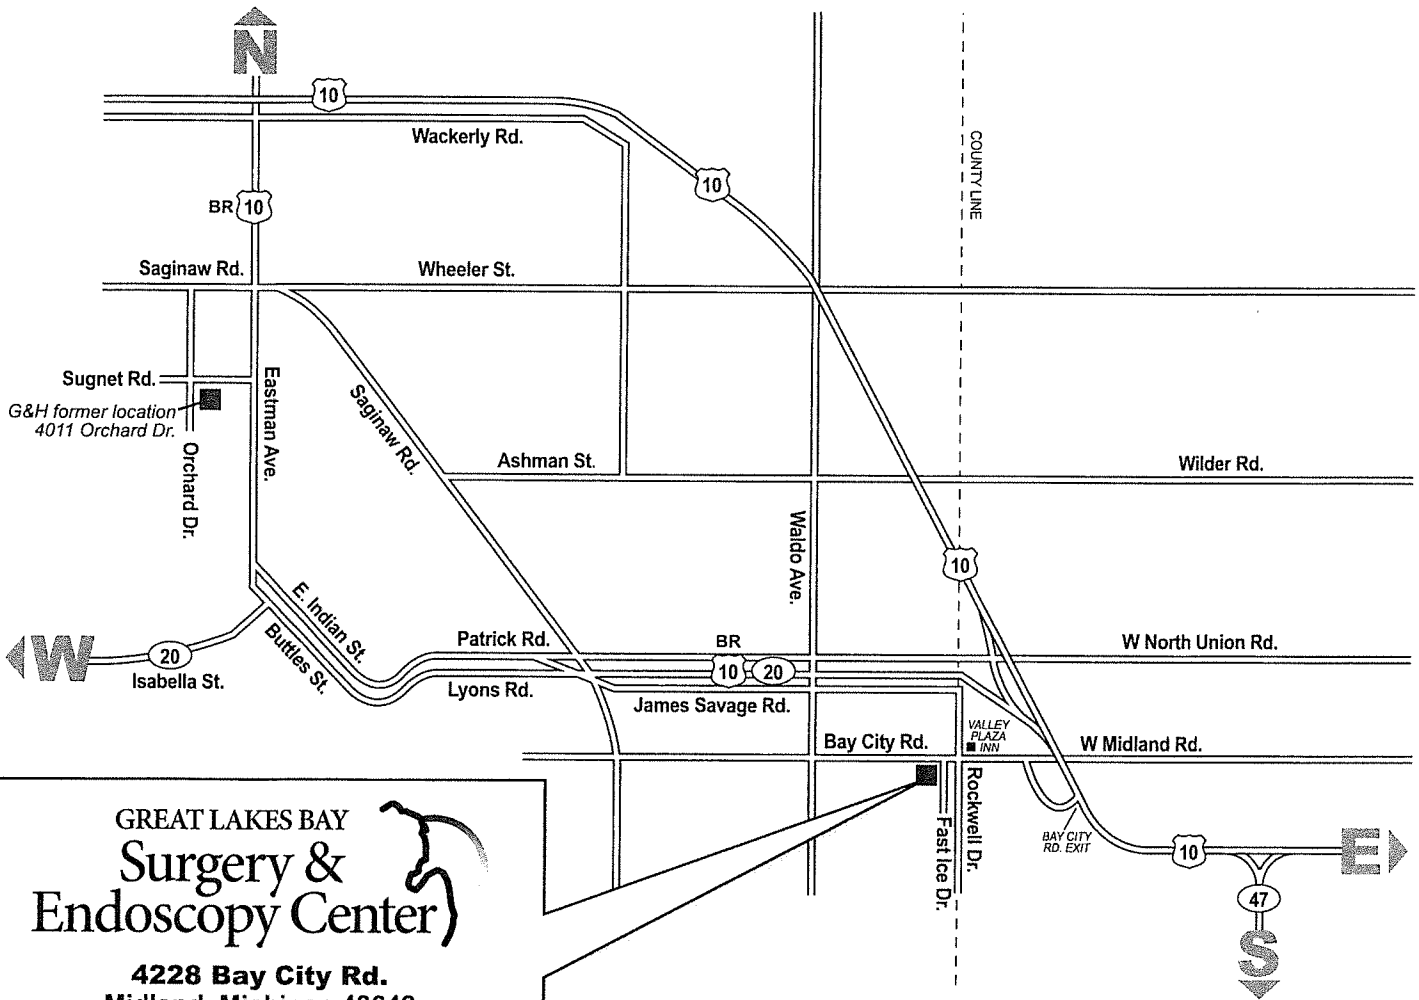 N
10
Wackerly Rd.
10
COUNTY LINE
BR 10
Saginaw Rd.
Wheeler St.
Sugnet Rd.
G&H former location
4011 Orchard Dr.
Orchard Dr.
Eastman Ave.
Saginaw Rd.
Ashman St.
Wilder Rd.
Waldo Ave.
10
E. Indian St.
Buttles St.
W
20
Isabella St.
Patrick Rd.
Lyons Rd.
BR
10 20
James Savage Rd.
W North Union Rd.
Bay City Rd.
VALLEY
PLAZA
INN
W Midland Rd.
Rockwell Dr.
Fast Ice Dr.
BAY CITY
RD. EXIT
10
E
47
S
GREAT LAKES BAY
Surgery &
Endoscopy Center
4228 Bay City Rd.
Midland, Michigan 48642